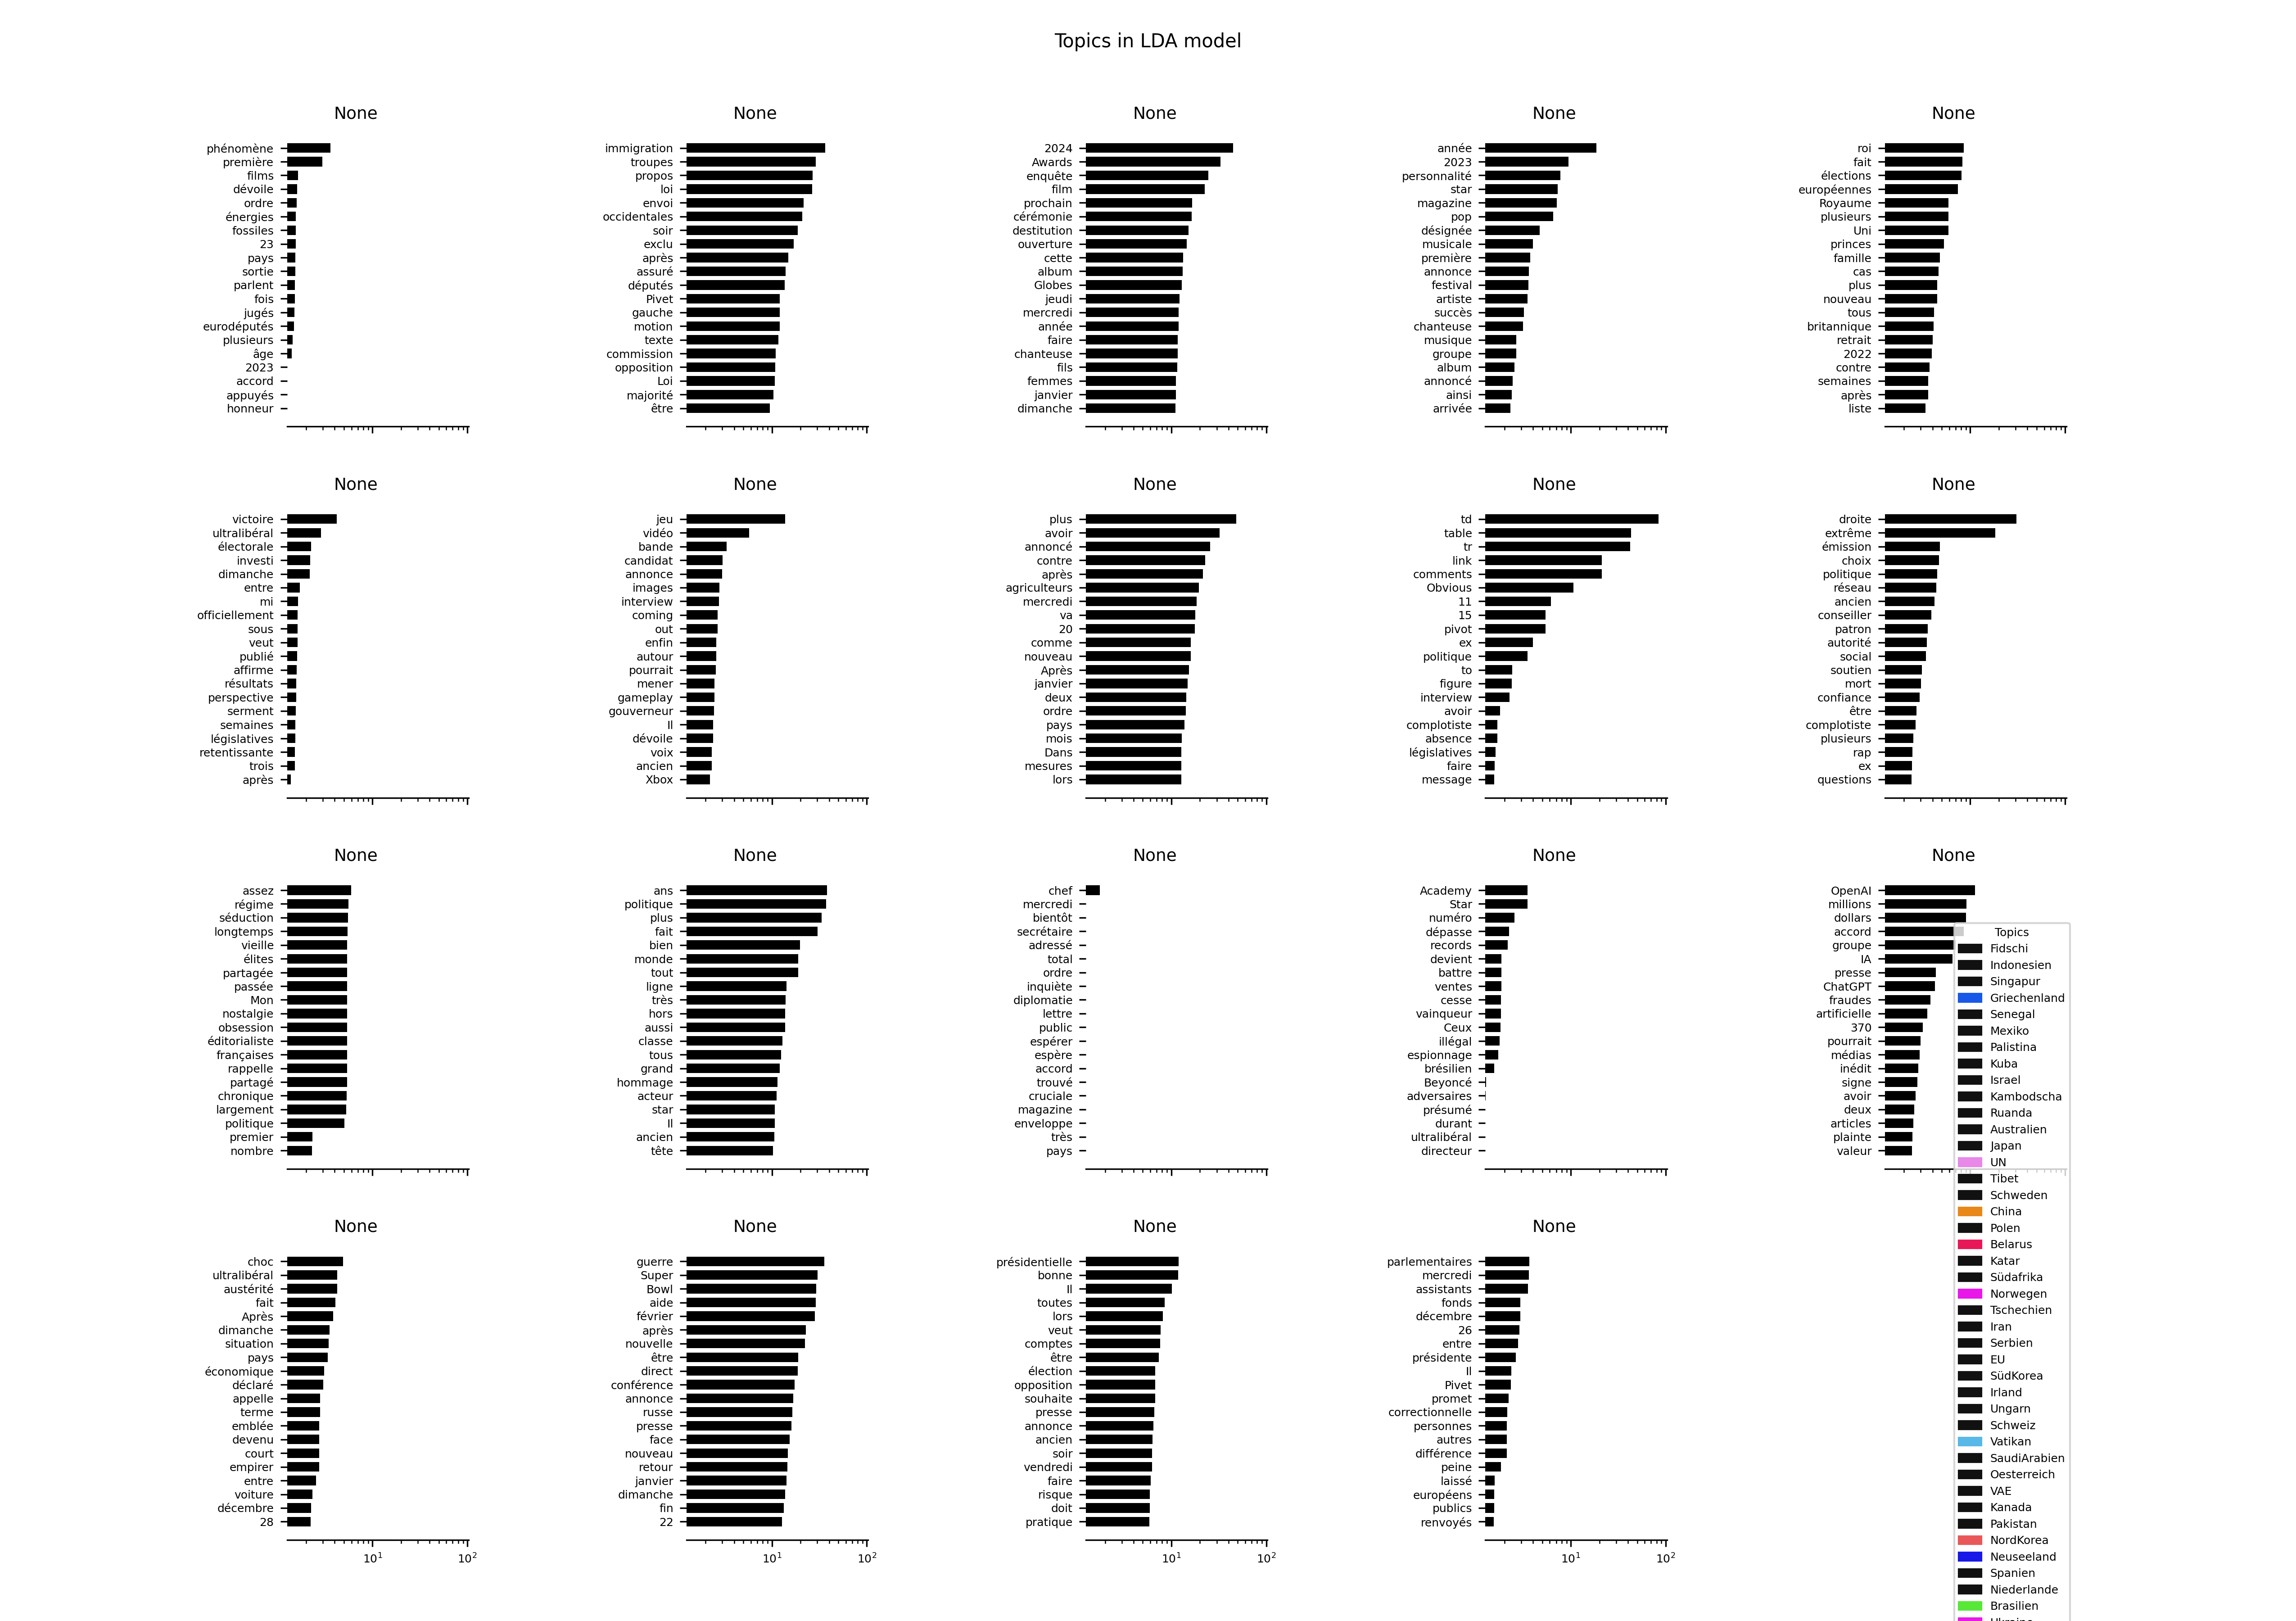 Topics in LDA model
None
phénomène
première
films
dévoile
ordre
énergies
fossiles
23
pays
sortie
parlent
fois
jugés
eurodéputés
plusieurs
âge
2023
accord
appuyés
honneur
None
immigration
troupes
propos
loi
envoi
occidentales
soir
exclu
après
assuré
députés
Pivet
gauche
motion
texte
commission
opposition
Loi
majorité
être
None
2024
Awards
enquête
film
prochain
cérémonie
destitution
ouverture
cette
album
Globes
jeudi
mercredi
année
faire
chanteuse
fils
femmes
janvier
dimanche
None
année
2023
personnalité
star
magazine
pop
désignée
musicale
première
annonce
festival
artiste
succès
chanteuse
musique
groupe
album
annoncé
ainsi
arrivée
None
roi
fait
élections
européennes
Royaume
plusieurs
Uni
princes
famille
cas
plus
nouveau
tous
britannique
retrait
2022
contre
semaines
après
liste
None
victoire
ultralibéral
électorale
investi
dimanche
entre
mi
officiellement
sous
veut
publié
affirme
résultats
perspective
serment
semaines
législatives
retentissante
trois
après
None
jeu
vidéo
bande
candidat
annonce
images
interview
coming
out
enfin
autour
pourrait
mener
gameplay
gouverneur
Il
dévoile
voix
ancien
Xbox
None
plus
avoir
annoncé
contre
après
agriculteurs
mercredi
va
20
comme
nouveau
Après
janvier
deux
ordre
pays
mois
Dans
mesures
lors
None
td
table
tr
link
comments
Obvious
11
15
pivot
ex
politique
to
figure
interview
avoir
complotiste
absence
législatives
faire
message
None
droite
extrême
émission
choix
politique
réseau
ancien
conseiller
patron
autorité
social
soutien
mort
confiance
être
complotiste
plusieurs
rap
ex
questions
None
assez
régime
séduction
longtemps
vieille
élites
partagée
passée
Mon
nostalgie
obsession
éditorialiste
françaises
rappelle
partagé
chronique
largement
politique
premier
nombre
None
ans
politique
plus
fait
bien
monde
tout
ligne
très
hors
aussi
classe
tous
grand
hommage
acteur
star
Il
ancien
tête
None
chef
mercredi
bientôt
secrétaire
adressé
total
ordre
inquiète
diplomatie
lettre
public
espérer
espère
accord
trouvé
cruciale
magazine
enveloppe
très
pays
None
Academy
Star
numéro
dépasse
records
devient
battre
ventes
cesse
vainqueur
Ceux
illégal
espionnage
brésilien
Beyoncé
adversaires
présumé
durant
ultralibéral
directeur
None
OpenAI
millions
dollars
accord
groupe
IA
presse
ChatGPT
fraudes
artificielle
370
pourrait
médias
inédit
signe
avoir
deux
articles
plainte
valeur
None
choc
ultralibéral
austérité
fait
Après
dimanche
situation
pays
économique
déclaré
appelle
terme
emblée
devenu
court
empirer
entre
voiture
décembre
28
10¹ 10²
None
guerre
Super
Bowl
aide
février
après
nouvelle
être
direct
conférence
annonce
russe
presse
face
nouveau
retour
janvier
dimanche
fin
22
10¹ 10²
None
présidentielle
bonne
Il
toutes
lors
veut
comptes
être
élection
opposition
souhaite
presse
annonce
ancien
soir
vendredi
faire
risque
doit
pratique
10¹ 10²
None
parlementaires
mercredi
assistants
fonds
décembre
26
entre
présidente
Il
Pivet
promet
correctionnelle
personnes
autres
différence
peine
laissé
européens
publics
renvoyés
10¹ 10²
Topics
Fidschi
Indonesien
Singapur
Griechenland
Senegal
Mexiko
Palistina
Kuba
Israel
Kambodscha
Ruanda
Australien
Japan
UN
Tibet
Schweden
China
Polen
Belarus
Katar
Südafrika
Norwegen
Tschechien
Iran
Serbien
EU
SüdKorea
Irland
Ungarn
Schweiz
Vatikan
SaudiArabien
Oesterreich
VAE
Kanada
Pakistan
NordKorea
Neuseeland
Spanien
Niederlande
Brasilien